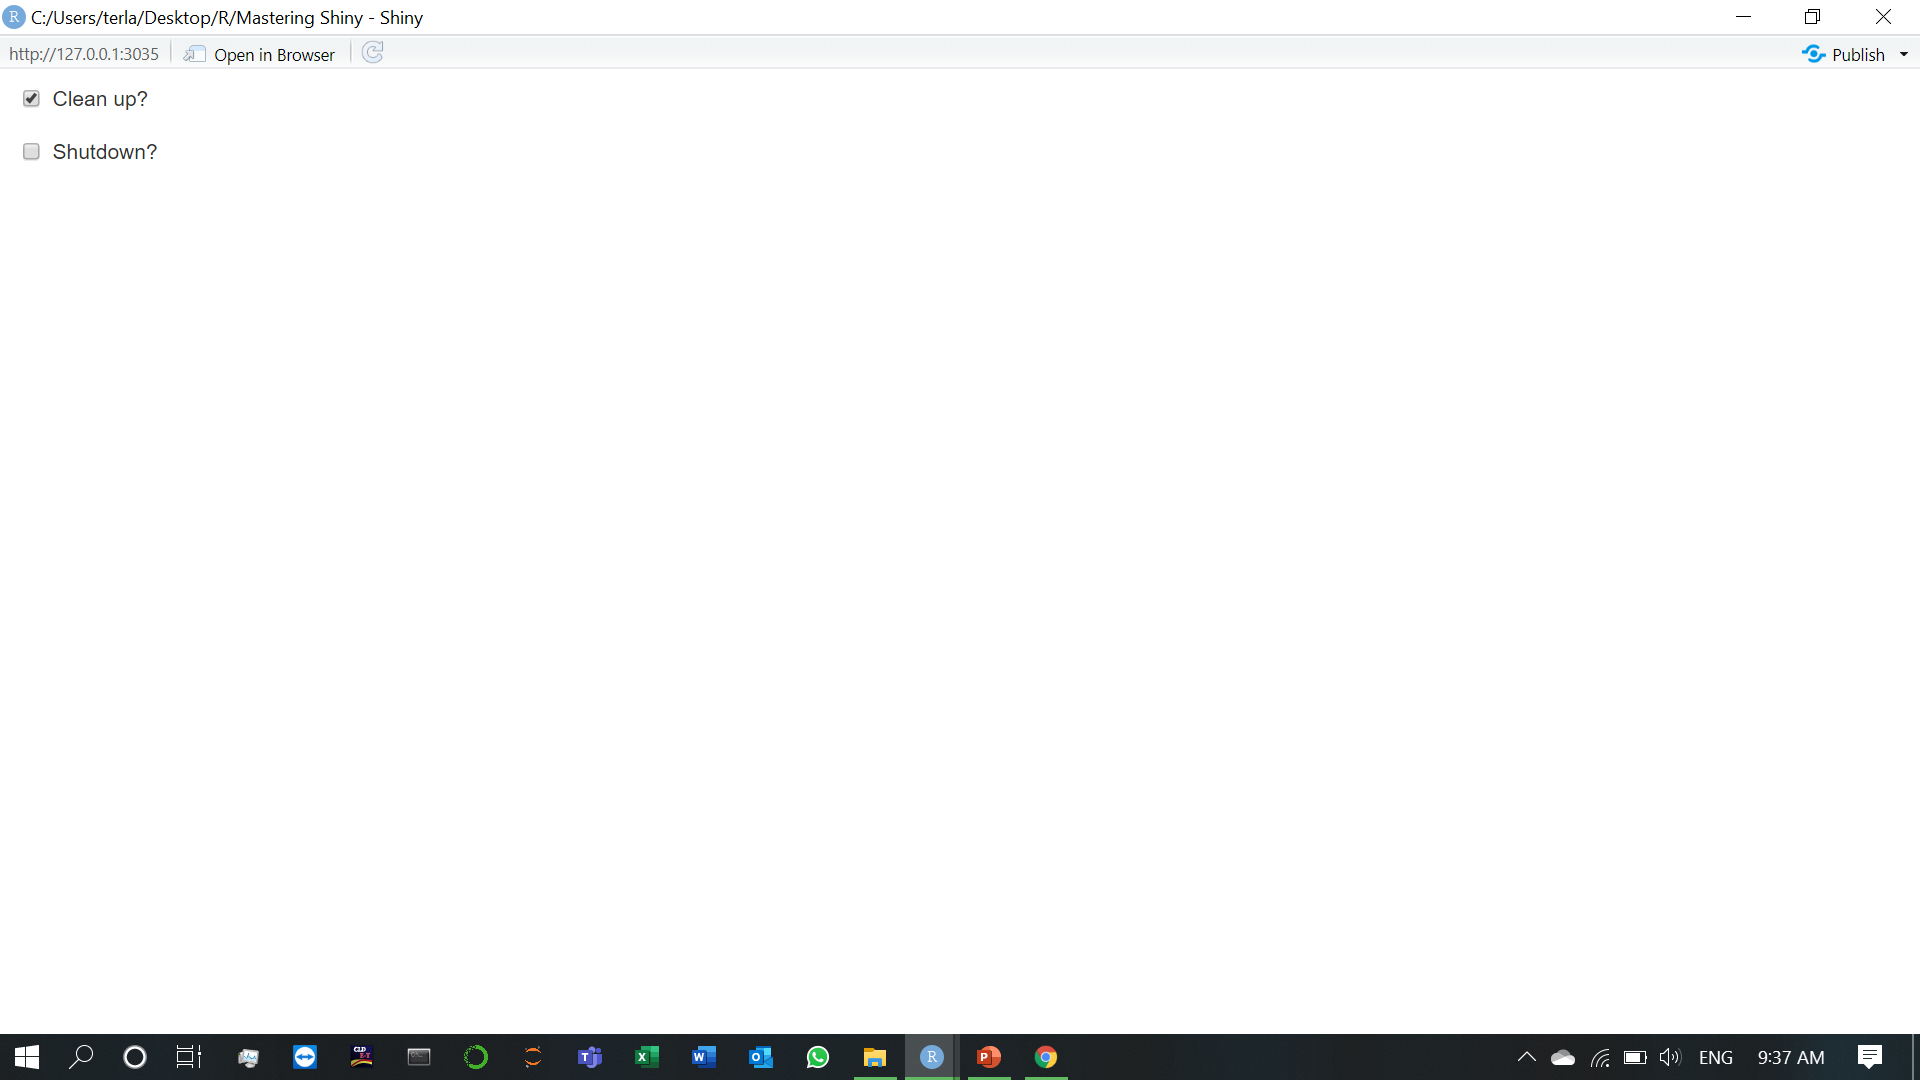 R C:/Users/terla/Desktop/R/Mastering Shiny - Shiny
http://127.0.0.1:3035 Open in Browser Publish
Clean up?
Shutdown?
CLD
E-T
ENG 9:37 AM